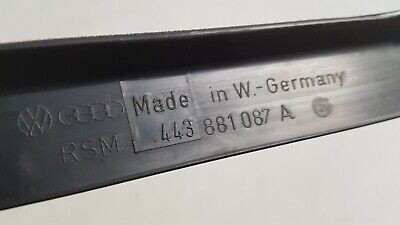 Made in W.-Germany
RSM .443 881 087 A